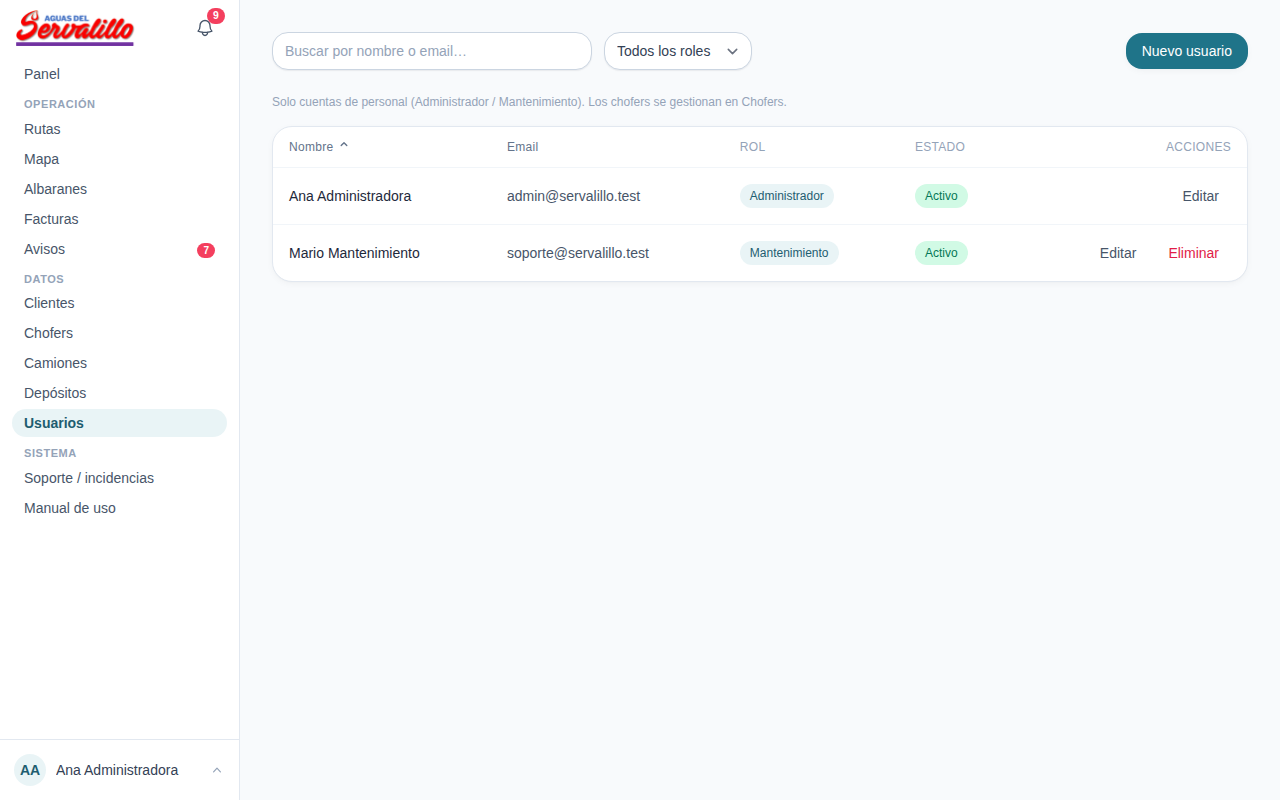 AGUAS DEL
Servalillo
9
Panel
OPERACIÓN
Rutas
Mapa
Albaranes
Facturas
Avisos 7
DATOS
Clientes
Chofers
Camiones
Depósitos
Usuarios
SISTEMA
Soporte / incidencias
Manual de uso
AA Ana Administradora
Buscar por nombre o email… Todos los roles Nuevo usuario
Solo cuentas de personal (Administrador / Mantenimiento). Los chofers se gestionan en Chofers.
Nombre Email ROL ESTADO ACCIONES
Ana Administradora admin@servalillo.test Administrador Activo Editar
Mario Mantenimiento soporte@servalillo.test Mantenimiento Activo Editar Eliminar